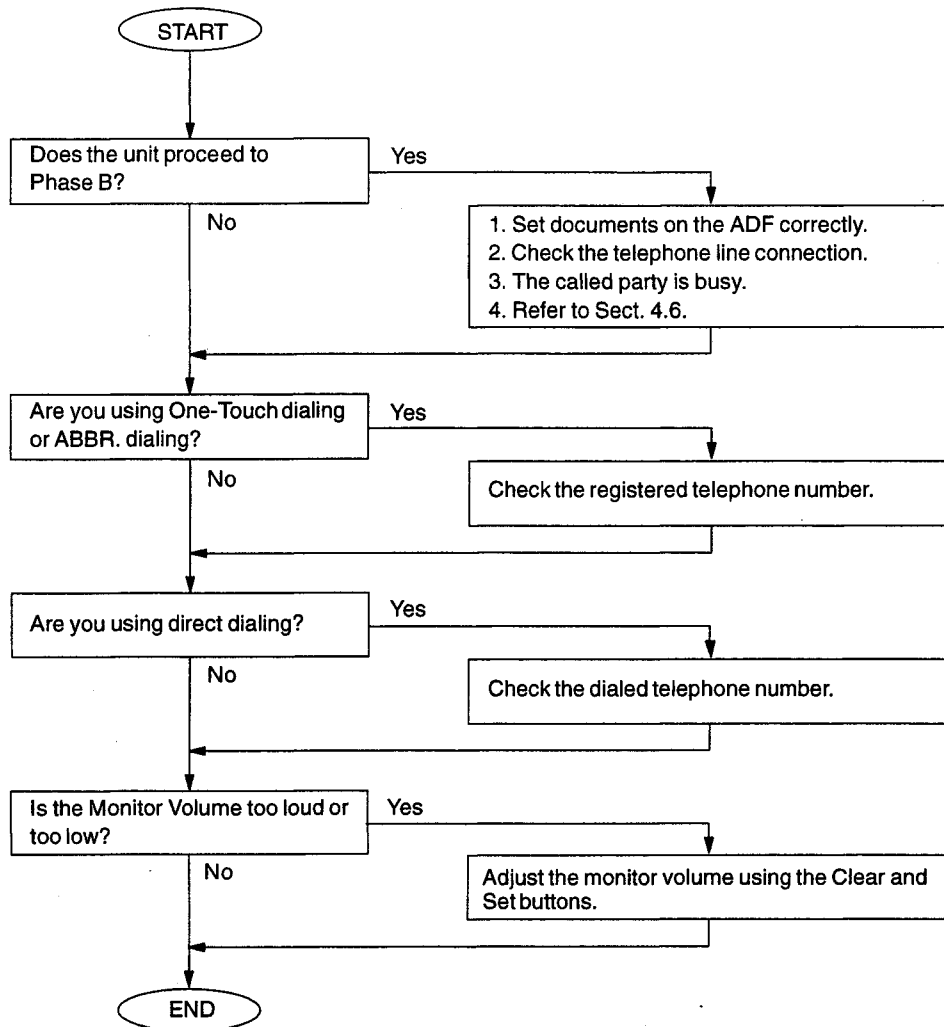 START
Does the unit proceed to
Phase B?
Yes
No
1. Set documents on the ADF correctly.
2. Check the telephone line connection.
3. The called party is busy.
4. Refer to Sect. 4.6.
Are you using One-Touch dialing
or ABBR. dialing?
Yes
No
Check the registered telephone number.
Are you using direct dialing?
Yes
No
Check the dialed telephone number.
Is the Monitor Volume too loud or
too low?
Yes
No
Adjust the monitor volume using the Clear and
Set buttons.
END